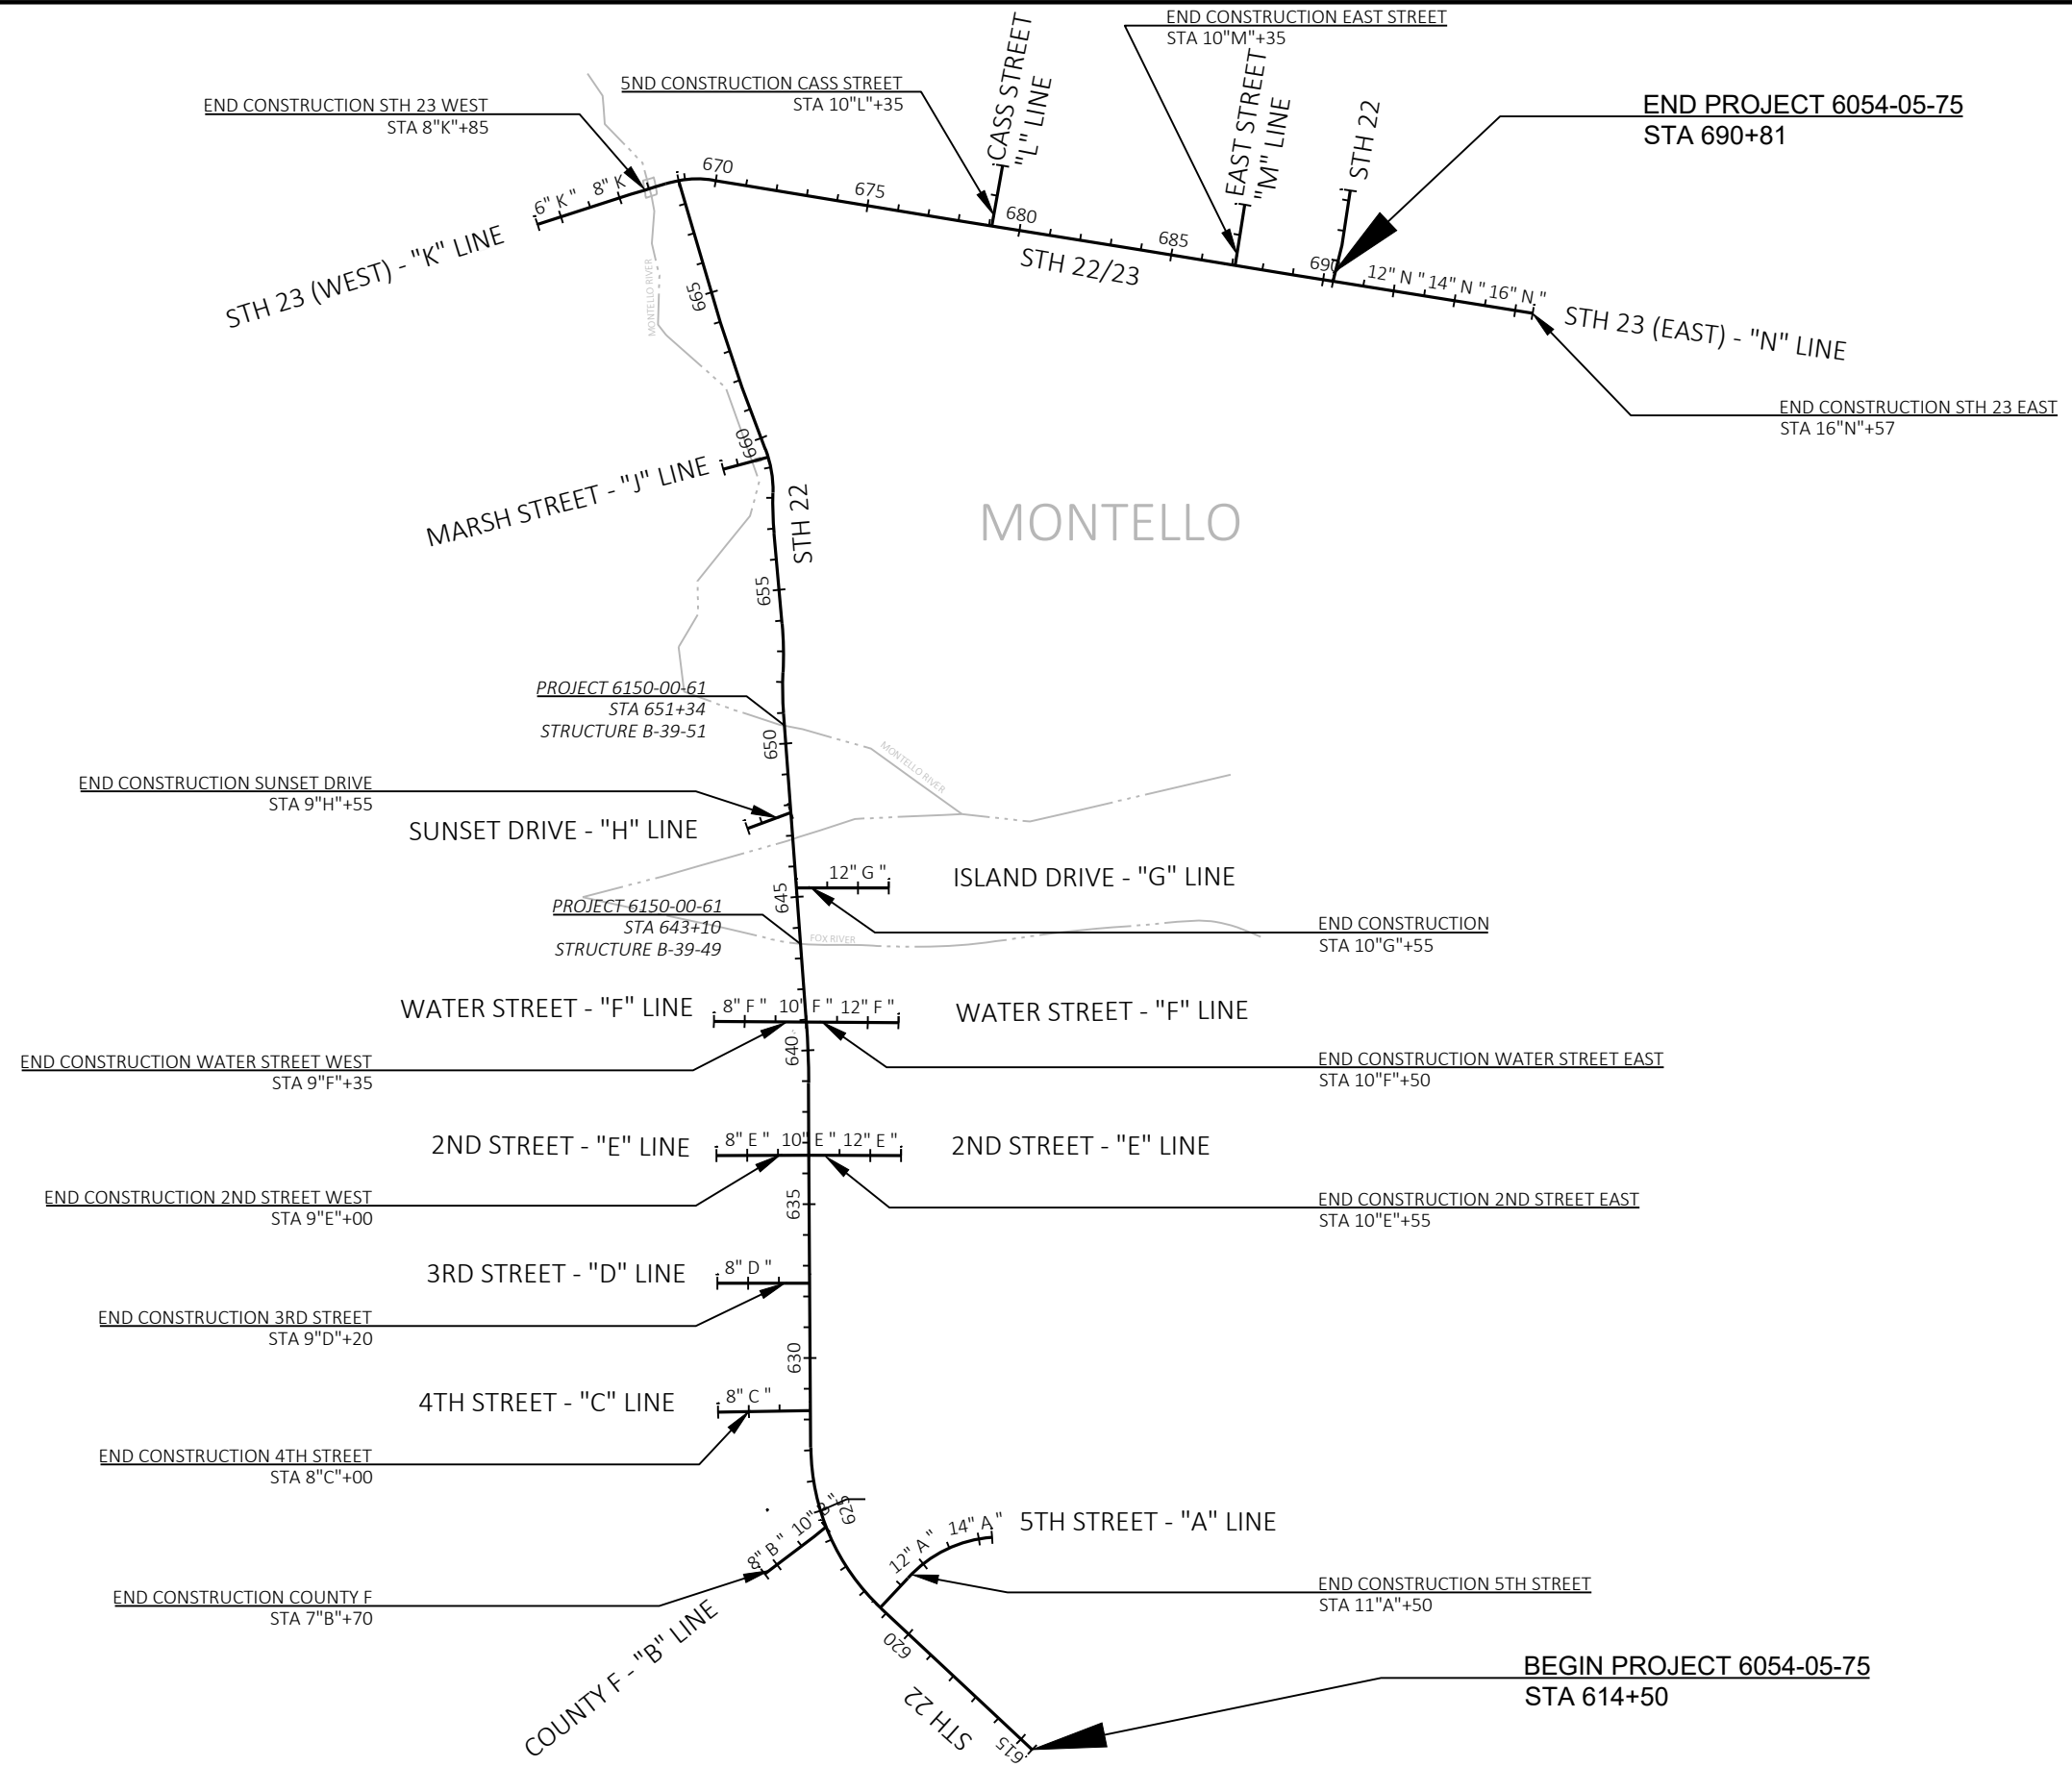 END CONSTRUCTION EAST STREET
STA 10"M"+35
5ND CONSTRUCTION CASS STREET
STA 10"L"+35
CASS STREET
"L" LINE
EAST STREET
"M" LINE
STH 22
END PROJECT 6054-05-75
STA 690+81
END CONSTRUCTION STH 23 WEST
STA 8"K"+85
6" K "
8" K
670
675
680
685
690
12" N "
14" N "
16" N "
STH 23 (WEST) - "K" LINE
STH 22/23
STH 23 (EAST) - "N" LINE
MONTELLO RIVER
665
END CONSTRUCTION STH 23 EAST
STA 16"N"+57
660
MARSH STREET - "J" LINE
STH 22
MONTELLO
655
PROJECT 6150-00-61
STA 651+34
STRUCTURE B-39-51
650
MONTELLO RIVER
END CONSTRUCTION SUNSET DRIVE
STA 9"H"+55
SUNSET DRIVE - "H" LINE
12" G "
ISLAND DRIVE - "G" LINE
645
PROJECT 6150-00-61
STA 643+10
STRUCTURE B-39-49
FOX RIVER
END CONSTRUCTION
STA 10"G"+55
WATER STREET - "F" LINE
8" F "
10" F "
12" F "
WATER STREET - "F" LINE
640
END CONSTRUCTION WATER STREET WEST
STA 9"F"+35
END CONSTRUCTION WATER STREET EAST
STA 10"F"+50
2ND STREET - "E" LINE
8" E "
10" E "
12" E "
2ND STREET - "E" LINE
635
END CONSTRUCTION 2ND STREET WEST
STA 9"E"+00
END CONSTRUCTION 2ND STREET EAST
STA 10"E"+55
3RD STREET - "D" LINE
8" D "
END CONSTRUCTION 3RD STREET
STA 9"D"+20
630
4TH STREET - "C" LINE
8" C "
END CONSTRUCTION 4TH STREET
STA 8"C"+00
625
8" B "
10" B "
12" A "
14" A "
5TH STREET - "A" LINE
END CONSTRUCTION COUNTY F
STA 7"B"+70
END CONSTRUCTION 5TH STREET
STA 11"A"+50
COUNTY F - "B" LINE
620
STH 22
615
BEGIN PROJECT 6054-05-75
STA 614+50